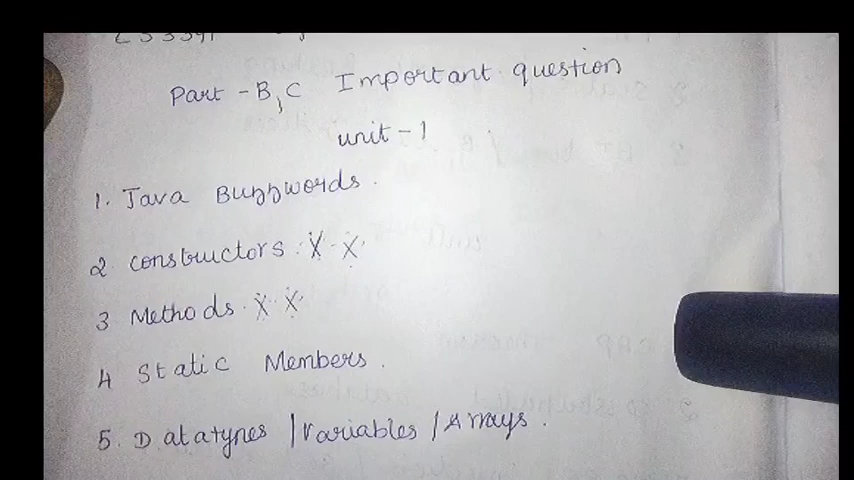 CS3391
Part - B, C Important question
unit - 1
1. Java Buzzwords.
2 constructors. X X
3 Methods. X X
4 Static Members.
5. Datatypes / Variables / Arrays.